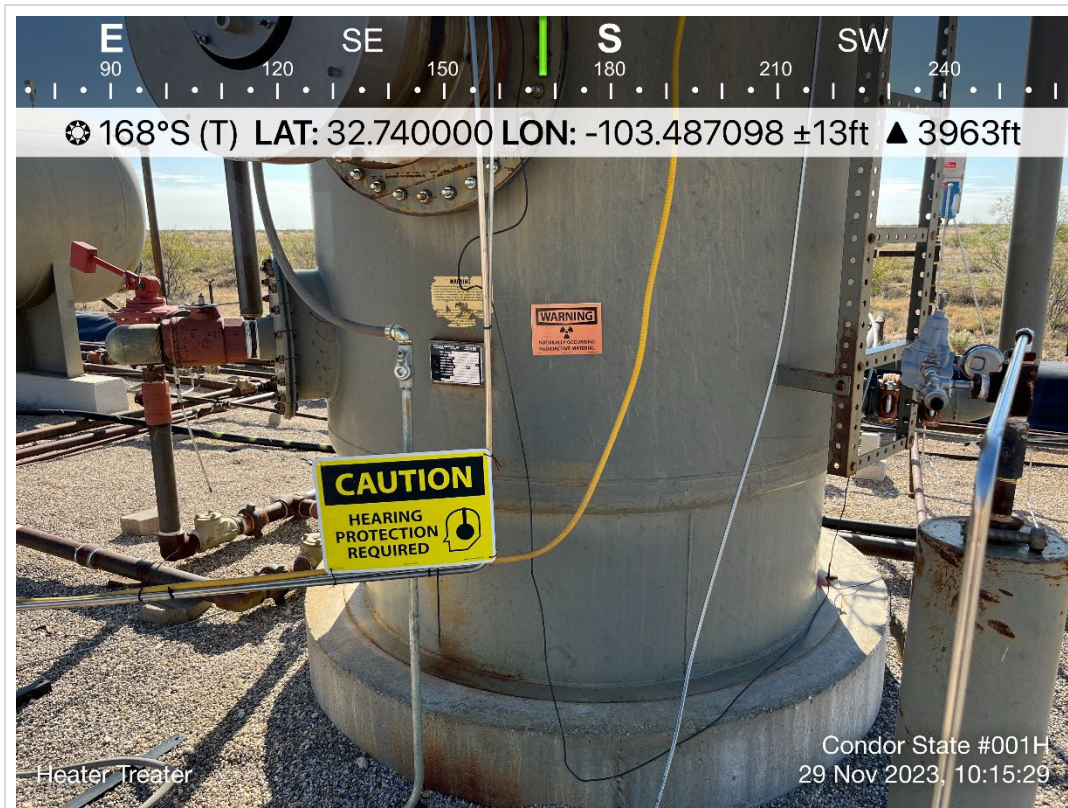 E SE S SW
90 120 150 180 210 240
168°S (T) LAT: 32.740000 LON: -103.487098 ±13ft ▲ 3963ft
WARNING
WARNING
NATURALLY OCCURRING
RADIOACTIVE MATERIAL
CAUTION
HEARING
PROTECTION
REQUIRED
Condor State #001H
Heater Treater
29 Nov 2023, 10:15:29